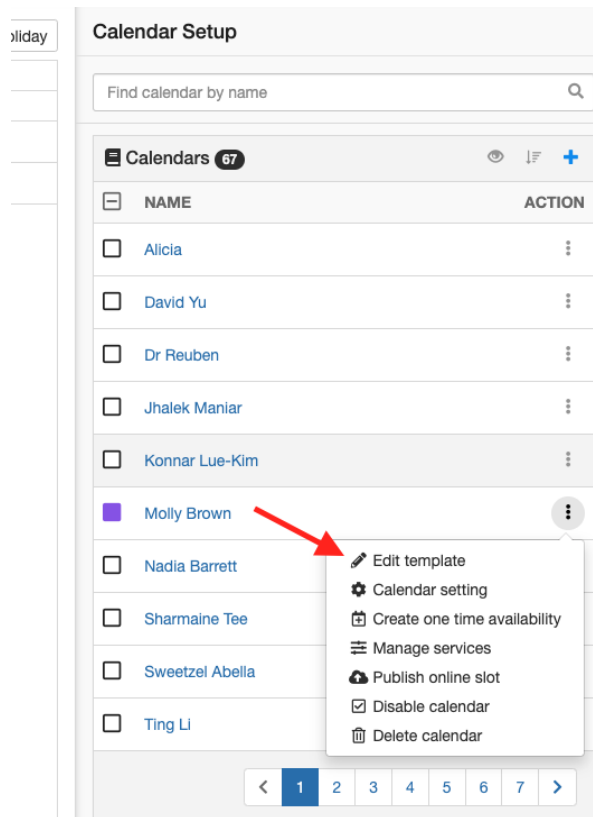 oliday
Calendar Setup
Find calendar by name
Calendars 67
NAME ACTION
Alicia
David Yu
Dr Reuben
Jhalek Maniar
Konnar Lue-Kim
Molly Brown
Nadia Barrett
Sharmaine Tee
Sweetzel Abella
Ting Li
Edit template
Calendar setting
Create one time availability
Manage services
Publish online slot
Disable calendar
Delete calendar
1 2 3 4 5 6 7